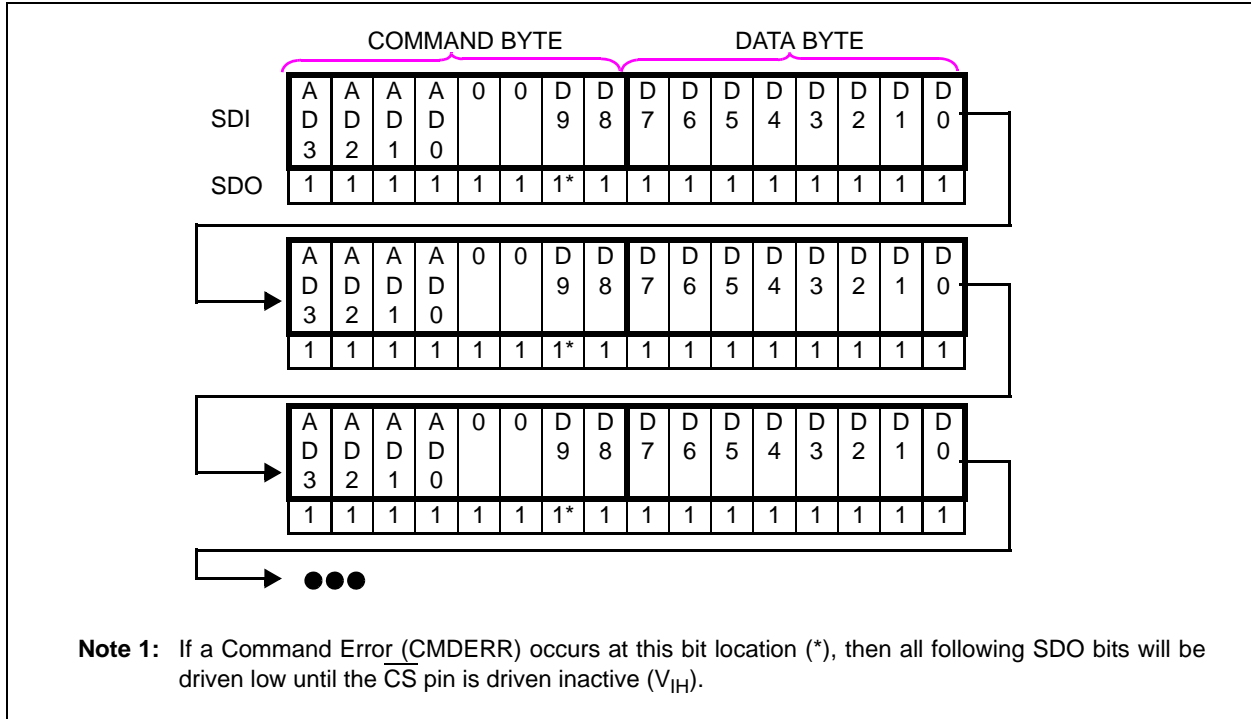 COMMAND BYTE DATA BYTE
SDI
A A A A 0 0 D D D D D D D D D D
D D D D 9 8 7 6 5 4 3 2 1 0
3 2 1 0
SDO 1 1 1 1 1 1 1* 1 1 1 1 1 1 1 1 1
A A A A 0 0 D D D D D D D D D D
D D D D 9 8 7 6 5 4 3 2 1 0
3 2 1 0
1 1 1 1 1 1 1* 1 1 1 1 1 1 1 1 1
A A A A 0 0 D D D D D D D D D D
D D D D 9 8 7 6 5 4 3 2 1 0
3 2 1 0
1 1 1 1 1 1 1* 1 1 1 1 1 1 1 1 1
Note 1: If a Command Error (CMDERR) occurs at this bit location (*), then all following SDO bits will be
driven low until the CS pin is driven inactive (VIH).